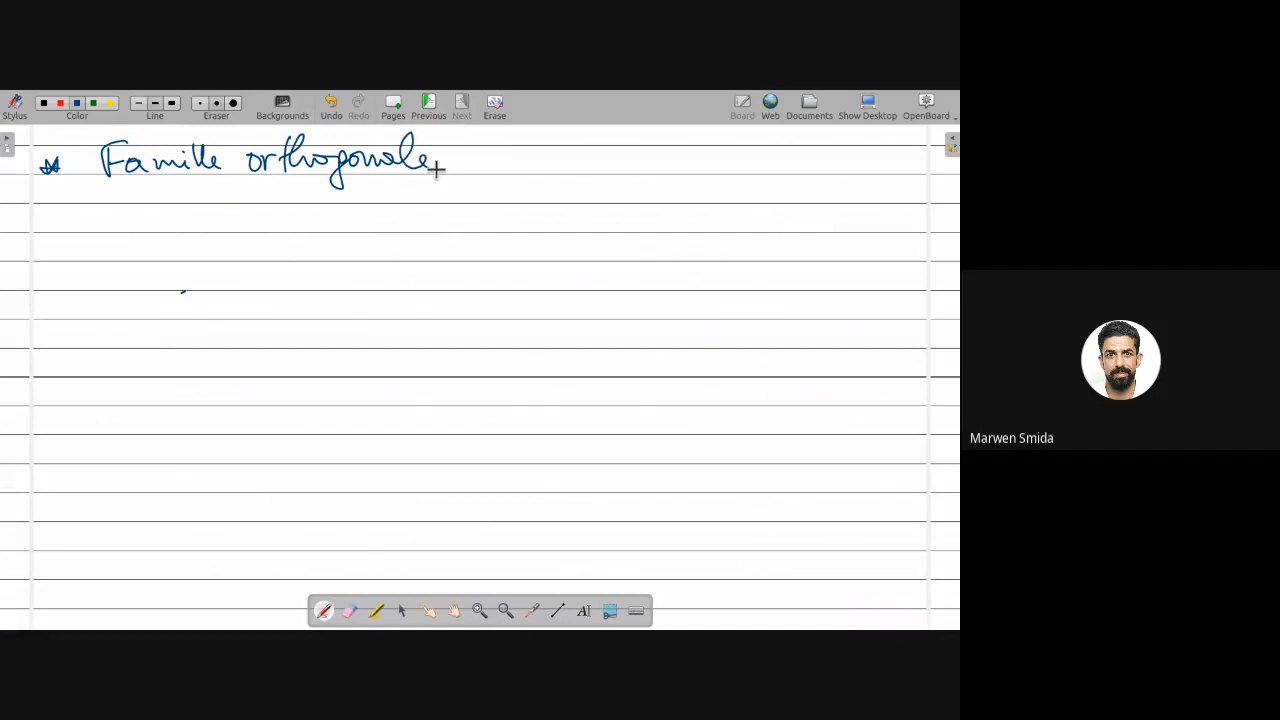 Stylus
Color
Line
Eraser
Backgrounds
Undo
Redo
Pages
Previous
Next
Erase
Board
Web
Documents
Show Desktop
OpenBoard
* Famille orthogonale
AI
Marwen Smida